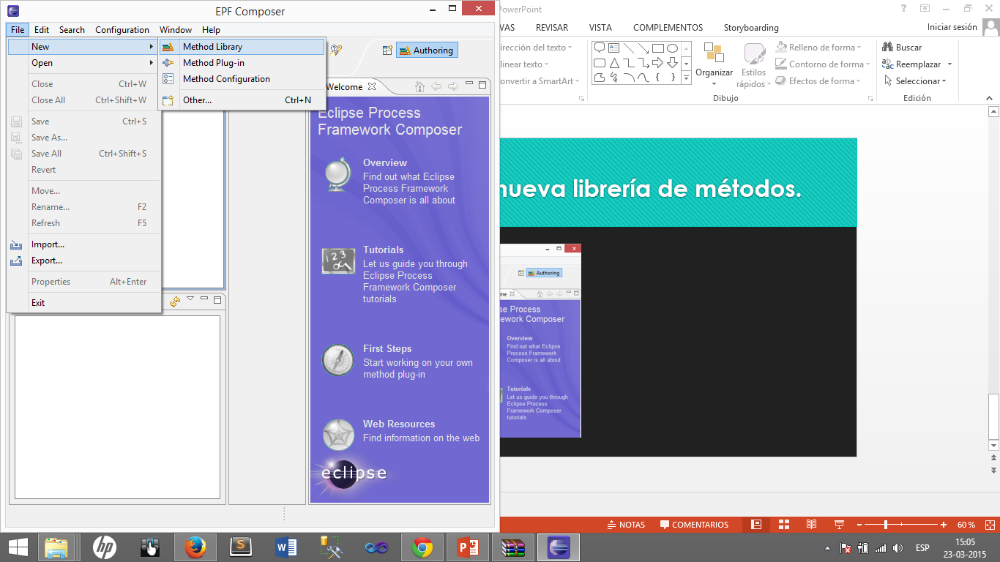 EPF Composer
File Edit Search Configuration Window Help
New
Open
Close Ctrl+W
Close All Ctrl+Shift+W
Save Ctrl+S
Save As...
Save All Ctrl+Shift+S
Revert
Move...
Rename... F2
Refresh F5
Import...
Export...
Properties Alt+Enter
Exit
Method Library
Method Plug-in
Method Configuration
Other... Ctrl+N
Authoring
Welcome
Eclipse Process
Framework Composer
Overview
Find out what Eclipse
Process Framework
Composer is all about
Tutorials
Let us guide you through
Eclipse Process
Framework Composer
tutorials
First Steps
Start working on your own
method plug-in
Web Resources
Find information on the web
eclipse
PowerPoint
VAS REVISAR VISTA COMPLEMENTOS Storyboarding
Iniciar sesión
irección del texto
linear texto
onvertir a SmartArt
Organizar
Estilos
rápidos
Relleno de forma
Contorno de forma
Efectos de forma
Dibujo
Buscar
Reemplazar
Seleccionar
Edición
nueva librería de métodos.
Authoring
me
se Process
ework Composer
Overview
Find out what Eclipse
Process Framework
Composer is all about
Tutorials
Let us guide you through
Eclipse Process
Framework Composer
tutorials
NOTAS COMENTARIOS 60 %
ESP
15:05
23-03-2015